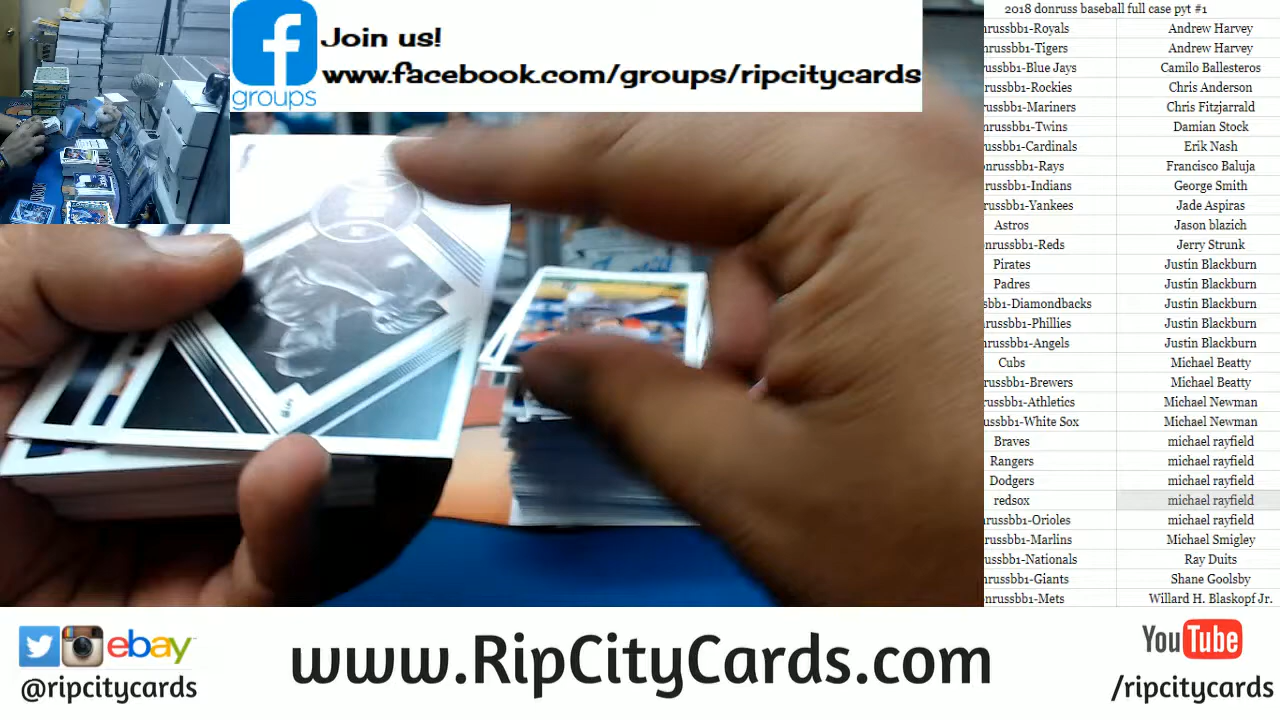 Join us!
www.facebook.com/groups/ripcitycards
groups
2018 donruss baseball full case pyt #1
nrussbb1-Royals Andrew Harvey
nrussbb1-Tigers Andrew Harvey
ussbb1-Blue Jays Camilo Ballesteros
russbb1-Rockies Chris Anderson
russbb1-Mariners Chris Fitzjarrald
nrussbb1-Twins Damian Stock
russbb1-Cardinals Erik Nash
onrussbb1-Rays Francisco Baluja
russbb1-Indians George Smith
russbb1-Yankees Jade Aspiras
Astros Jason blazich
onrussbb1-Reds Jerry Strunk
Pirates Justin Blackburn
Padres Justin Blackburn
sbb1-Diamondbacks Justin Blackburn
russbb1-Phillies Justin Blackburn
nrussbb1-Angels Justin Blackburn
Cubs Michael Beatty
russbb1-Brewers Michael Beatty
russbb1-Athletics Michael Newman
russbb1-White Sox Michael Newman
Braves michael rayfield
Rangers michael rayfield
Dodgers michael rayfield
redsox michael rayfield
nrussbb1-Orioles michael rayfield
russbb1-Marlins Michael Smigley
russbb1-Nationals Ray Duits
nrussbb1-Giants Shane Goolsby
onrussbb1-Mets Willard H. Blaskopf Jr.
ebay
@ripcitycards
www.RipCityCards.com
YouTube
/ripcitycards